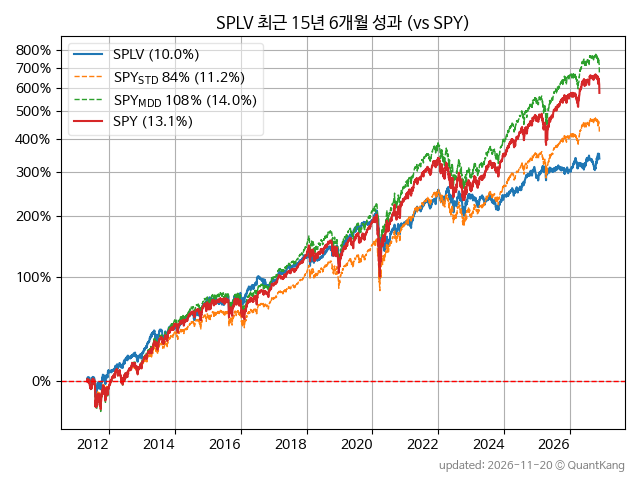 SPLV 최근 15년 6개월 성과 (vs SPY)
SPLV (10.0%)
SPY_STD 84% (11.2%)
SPY_MDD 108% (14.0%)
SPY (13.1%)
800%
700%
600%
500%
400%
300%
200%
100%
0%
2012 2014 2016 2018 2020 2022 2024 2026
updated: 2026-11-20 © QuantKang